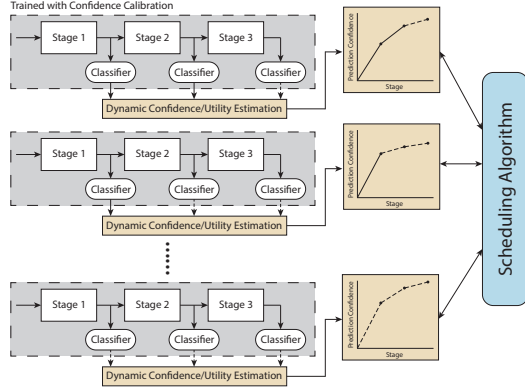 Trained with Confidence Calibration
Stage 1
Stage 2
Stage 3
Classifier
Classifier
Classifier
Dynamic Confidence/Utility Estimation
Prediction Confidence
Stage
Stage 1
Stage 2
Stage 3
Classifier
Classifier
Classifier
Dynamic Confidence/Utility Estimation
Prediction Confidence
Stage
Stage 1
Stage 2
Stage 3
Classifier
Classifier
Classifier
Dynamic Confidence/Utility Estimation
Prediction Confidence
Stage
Scheduling Algorithm